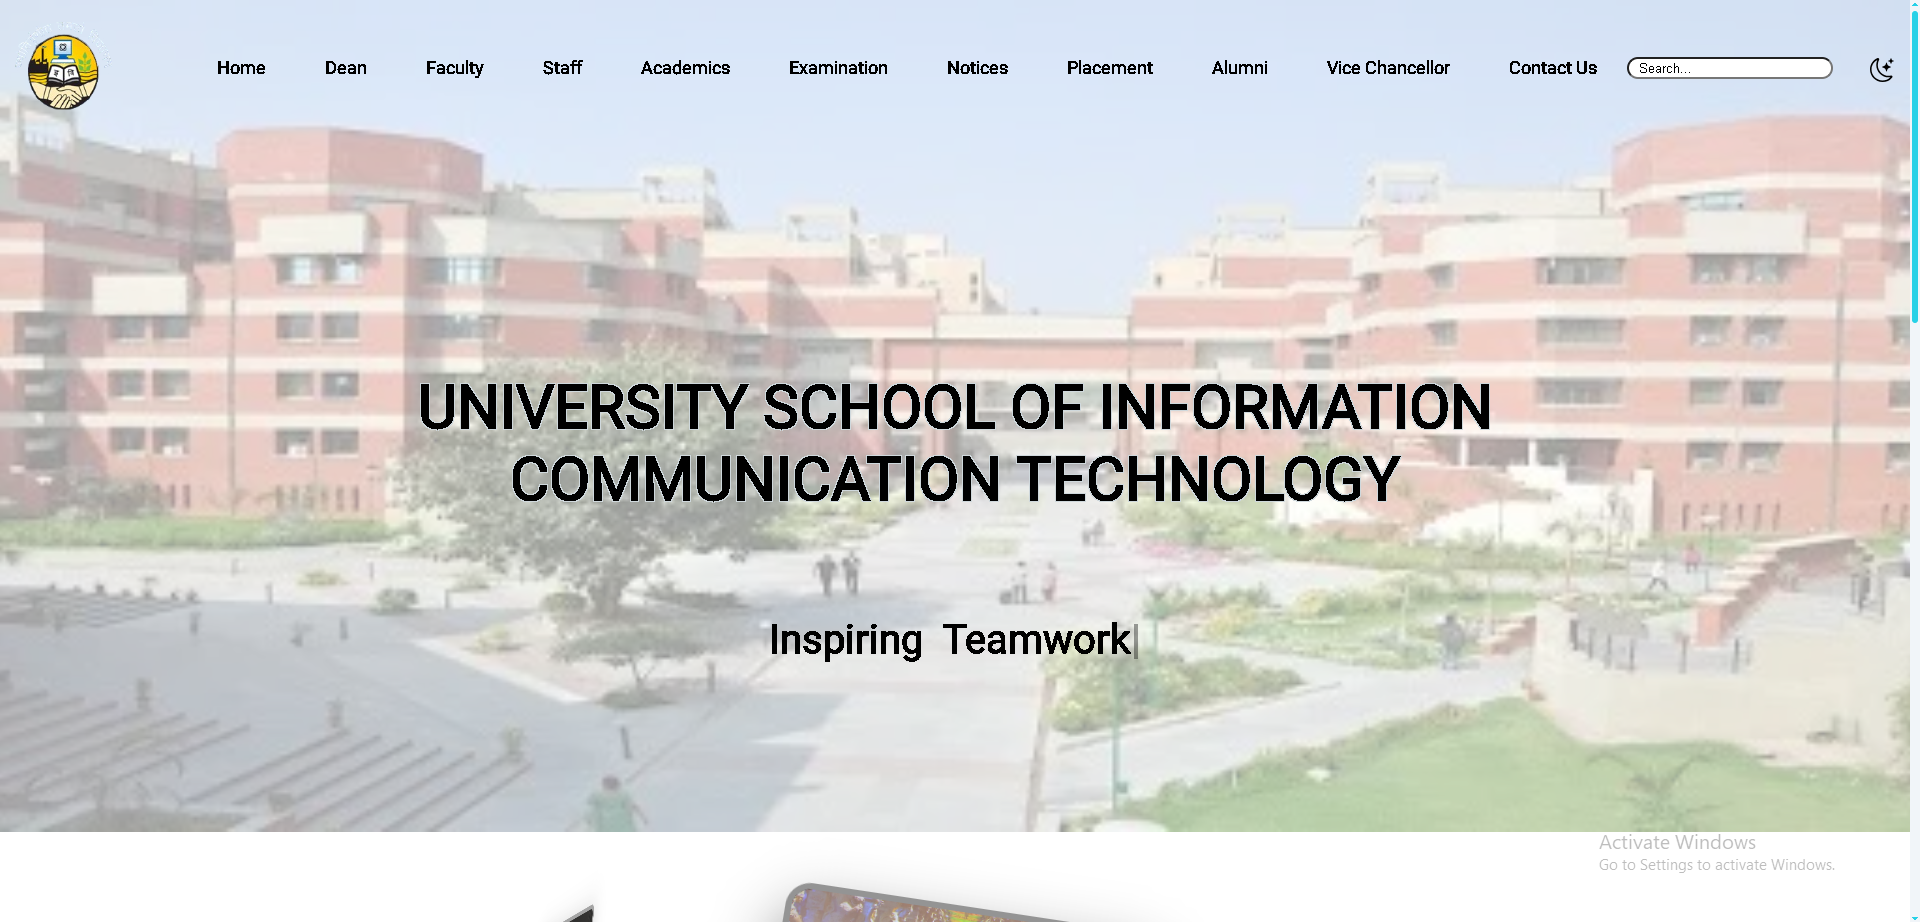 Home Dean Faculty Staff Academics Examination Notices Placement Alumni Vice Chancellor Contact Us Search...
UNIVERSITY SCHOOL OF INFORMATION
COMMUNICATION TECHNOLOGY
Inspiring Teamwork
Activate Windows
Go to Settings to activate Windows.